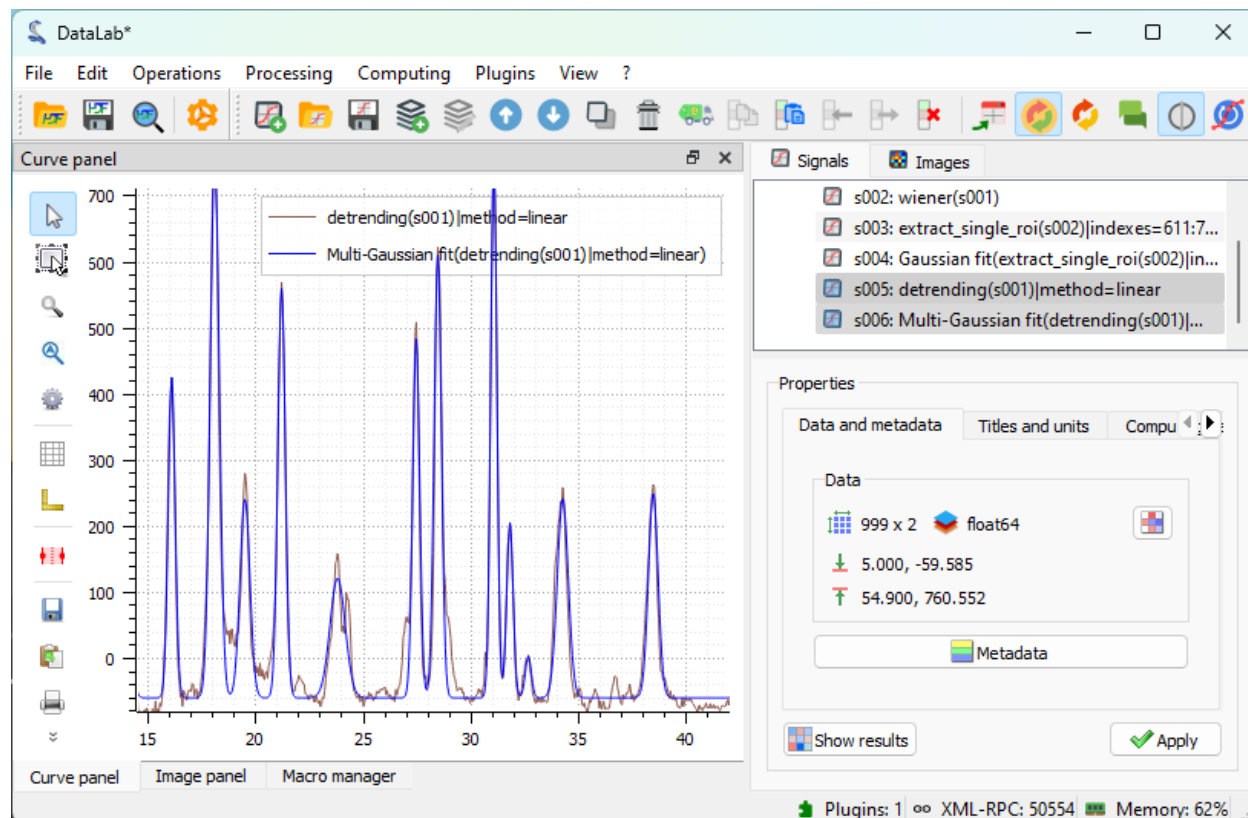 DataLab*
File Edit Operations Processing Computing Plugins View ?
Curve panel
Signals Images
700
600
500
400
300
200
100
0
15 20 25 30 35 40
detrending(s001)|method=linear
Multi-Gaussian fit(detrending(s001)|method=linear)
s002: wiener(s001)
s003: extract_single_roi(s002)|indexes=611:7...
s004: Gaussian fit(extract_single_roi(s002)|in...
s005: detrending(s001)|method=linear
s006: Multi-Gaussian fit(detrending(s001)|...
Properties
Data and metadata Titles and units Compu
Data
999 x 2 float64
5.000, -59.585
54.900, 760.552
Metadata
Show results Apply
Curve panel Image panel Macro manager
Plugins: 1 XML-RPC: 50554 Memory: 62%